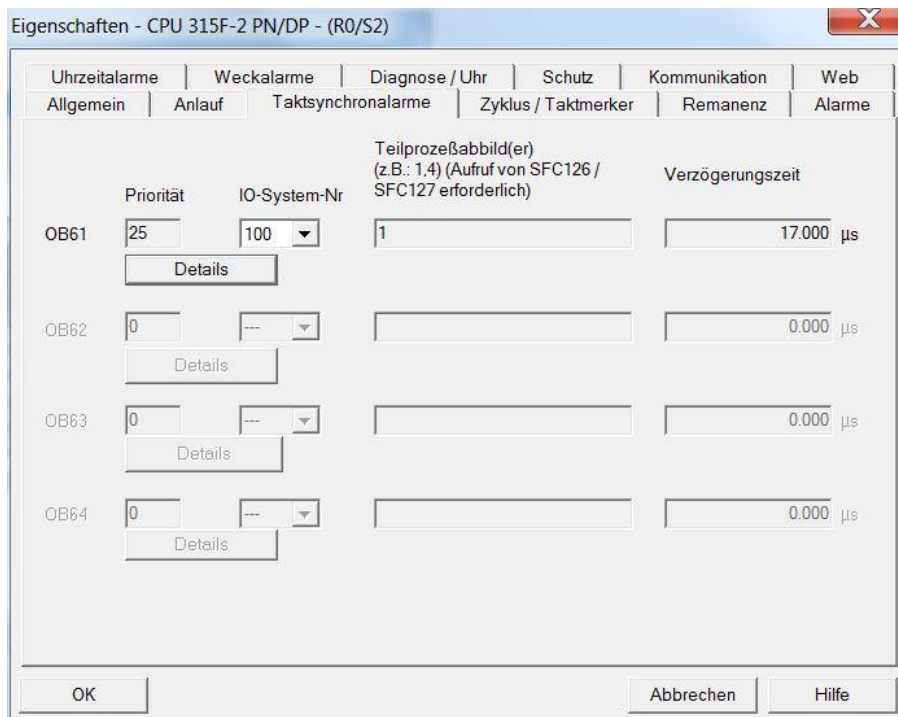 Eigenschaften - CPU 315F-2 PN/DP - (R0/S2)
X
Uhrzeitalarme Weckalarme Diagnose / Uhr Schutz Kommunikation Web
Allgemein Anlauf Taktsynchronalarme Zyklus / Taktmerker Remanenz Alarme
Priorität
IO-System-Nr
Teilprozeßabbild(er)
(z.B.: 1,4) (Aufruf von SFC126 /
SFC127 erforderlich)
Verzögerungszeit
OB61 25 100 1 17.000 µs
Details
OB62 0 --- 0.000 µs
Details
OB63 0 --- 0.000 µs
Details
OB64 0 --- 0.000 µs
Details
OK Abbrechen Hilfe